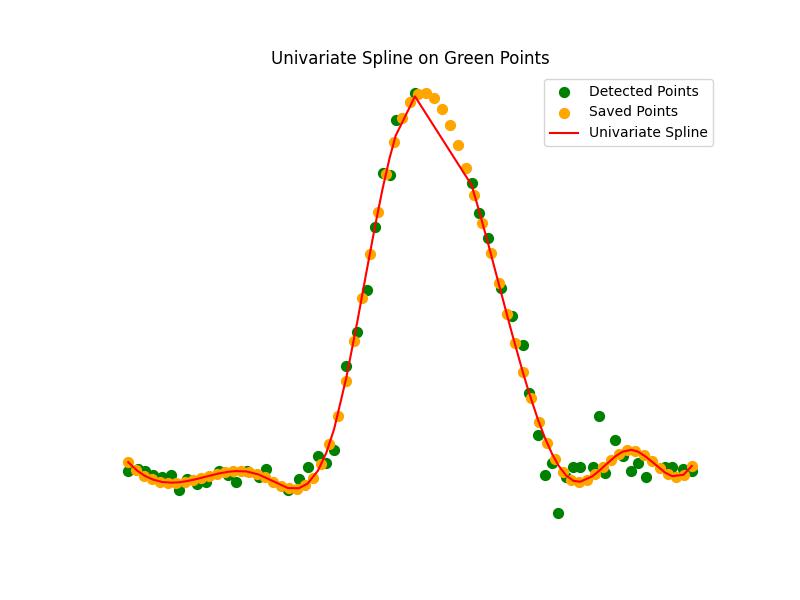 Univariate Spline on Green Points
Detected Points
Saved Points
Univariate Spline